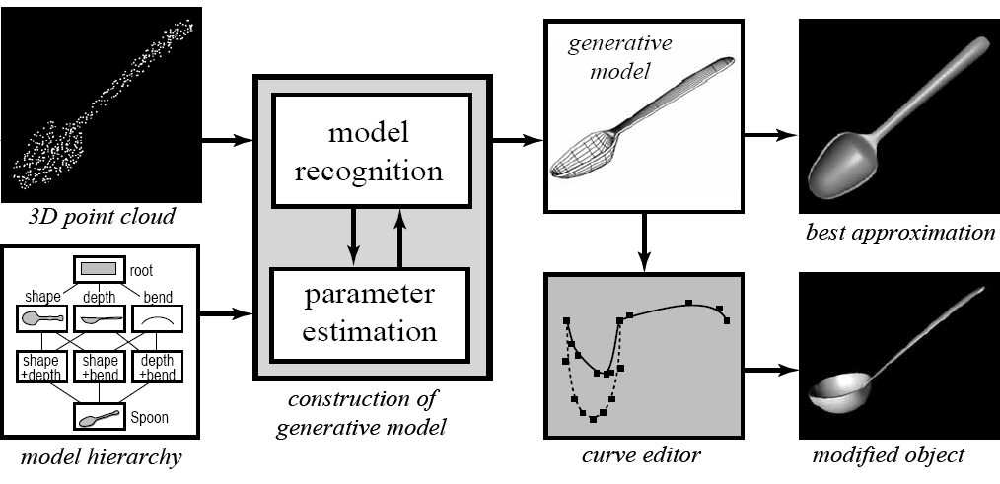 3D point cloud
root
shape depth bend
shape shape depth
+depth +bend +bend
Spoon
model hierarchy
model
recognition
parameter
estimation
construction of
generative model
generative
model
best approximation
curve editor
modified object